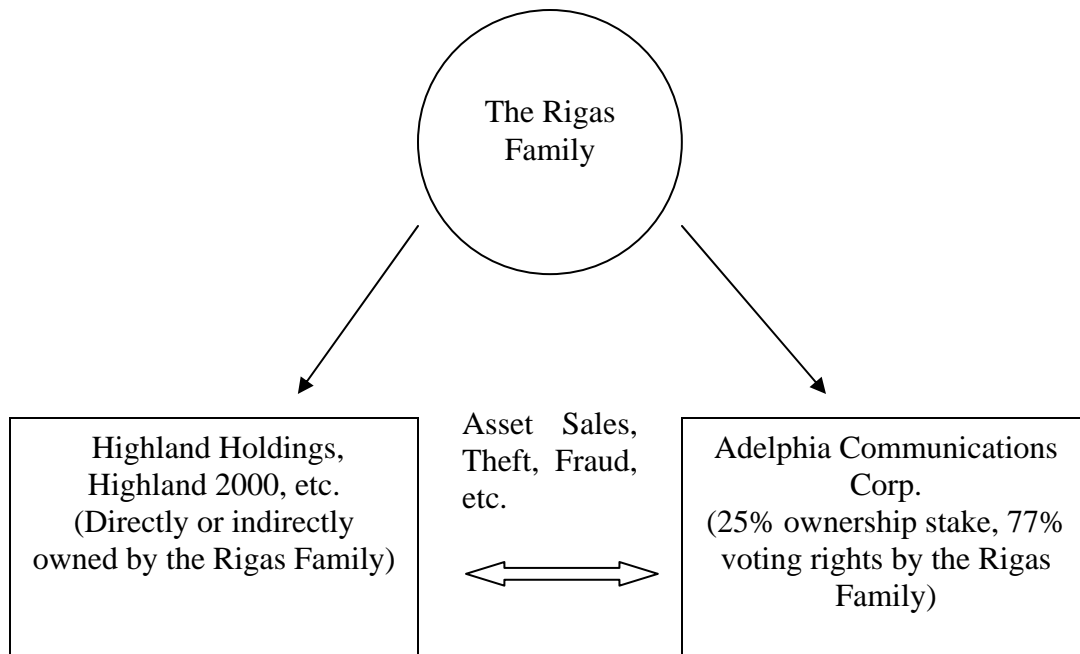 The Rigas
Family
Asset Sales,
Theft, Fraud,
etc.
Highland Holdings,
Highland 2000, etc.
(Directly or indirectly
owned by the Rigas Family)
Adelphia Communications
Corp.
(25% ownership stake, 77%
voting rights by the Rigas
Family)